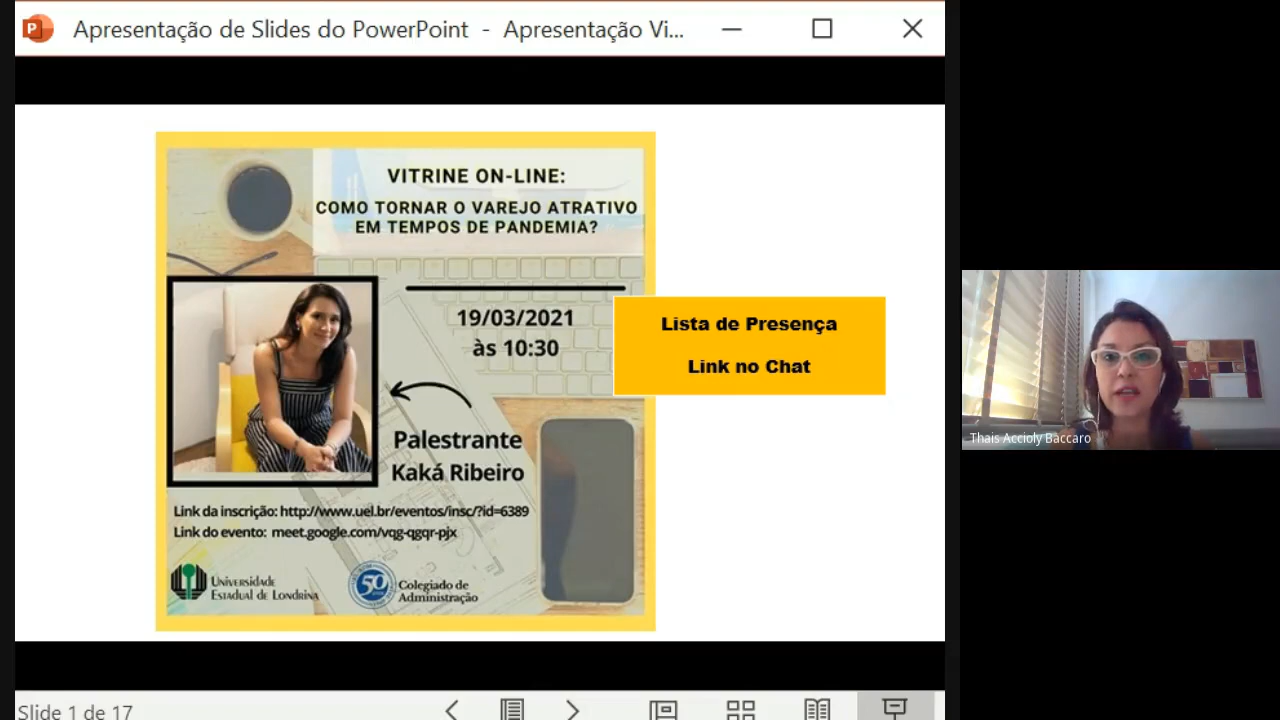 Apresentação de Slides do PowerPoint - Apresentação Vi...
VITRINE ON-LINE:
COMO TORNAR O VAREJO ATRATIVO
EM TEMPOS DE PANDEMIA?
19/03/2021
às 10:30
Lista de Presença
Link no Chat
Palestrante
Kaká Ribeiro
Link da inscrição: http://www.uel.br/eventos/insc/?id=6389
Link do evento: meet.google.com/vqg-qgqr-pjx
Universidade
Estadual de Londrina
50
Colegiado de
Administração
Thais Accioly Baccaro
Slide 1 de 17